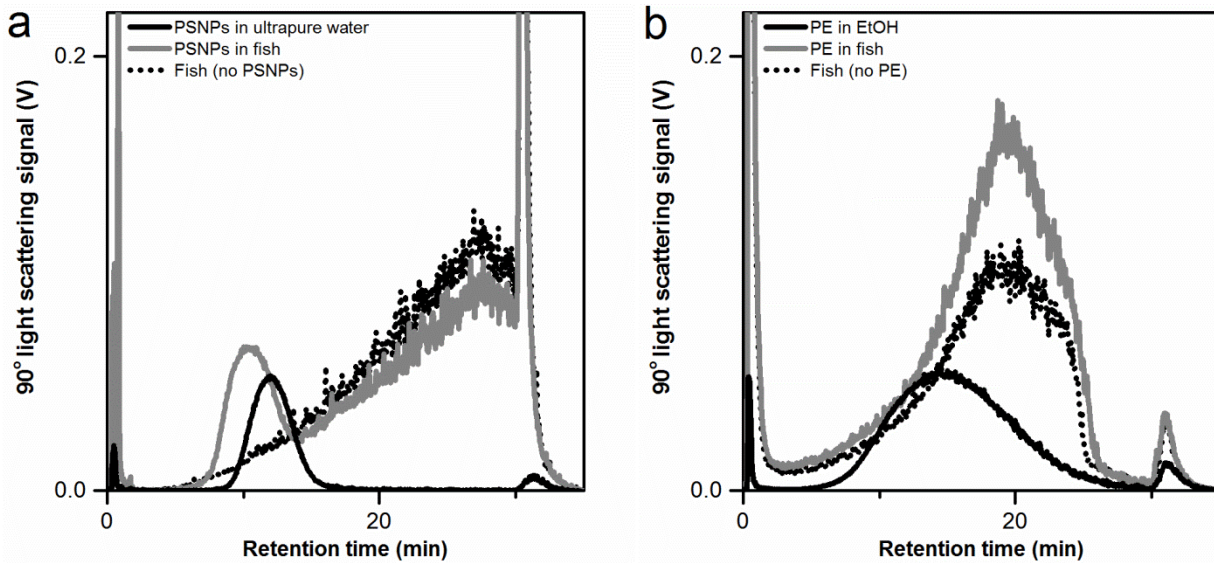 a
PSNPs in ultrapure water
PSNPs in fish
Fish (no PSNPs)
0.2
0.0
90° light scattering signal (V)
0
20
Retention time (min)
b
PE in EtOH
PE in fish
Fish (no PE)
0.2
0.0
90° light scattering signal (V)
0
20
Retention time (min)